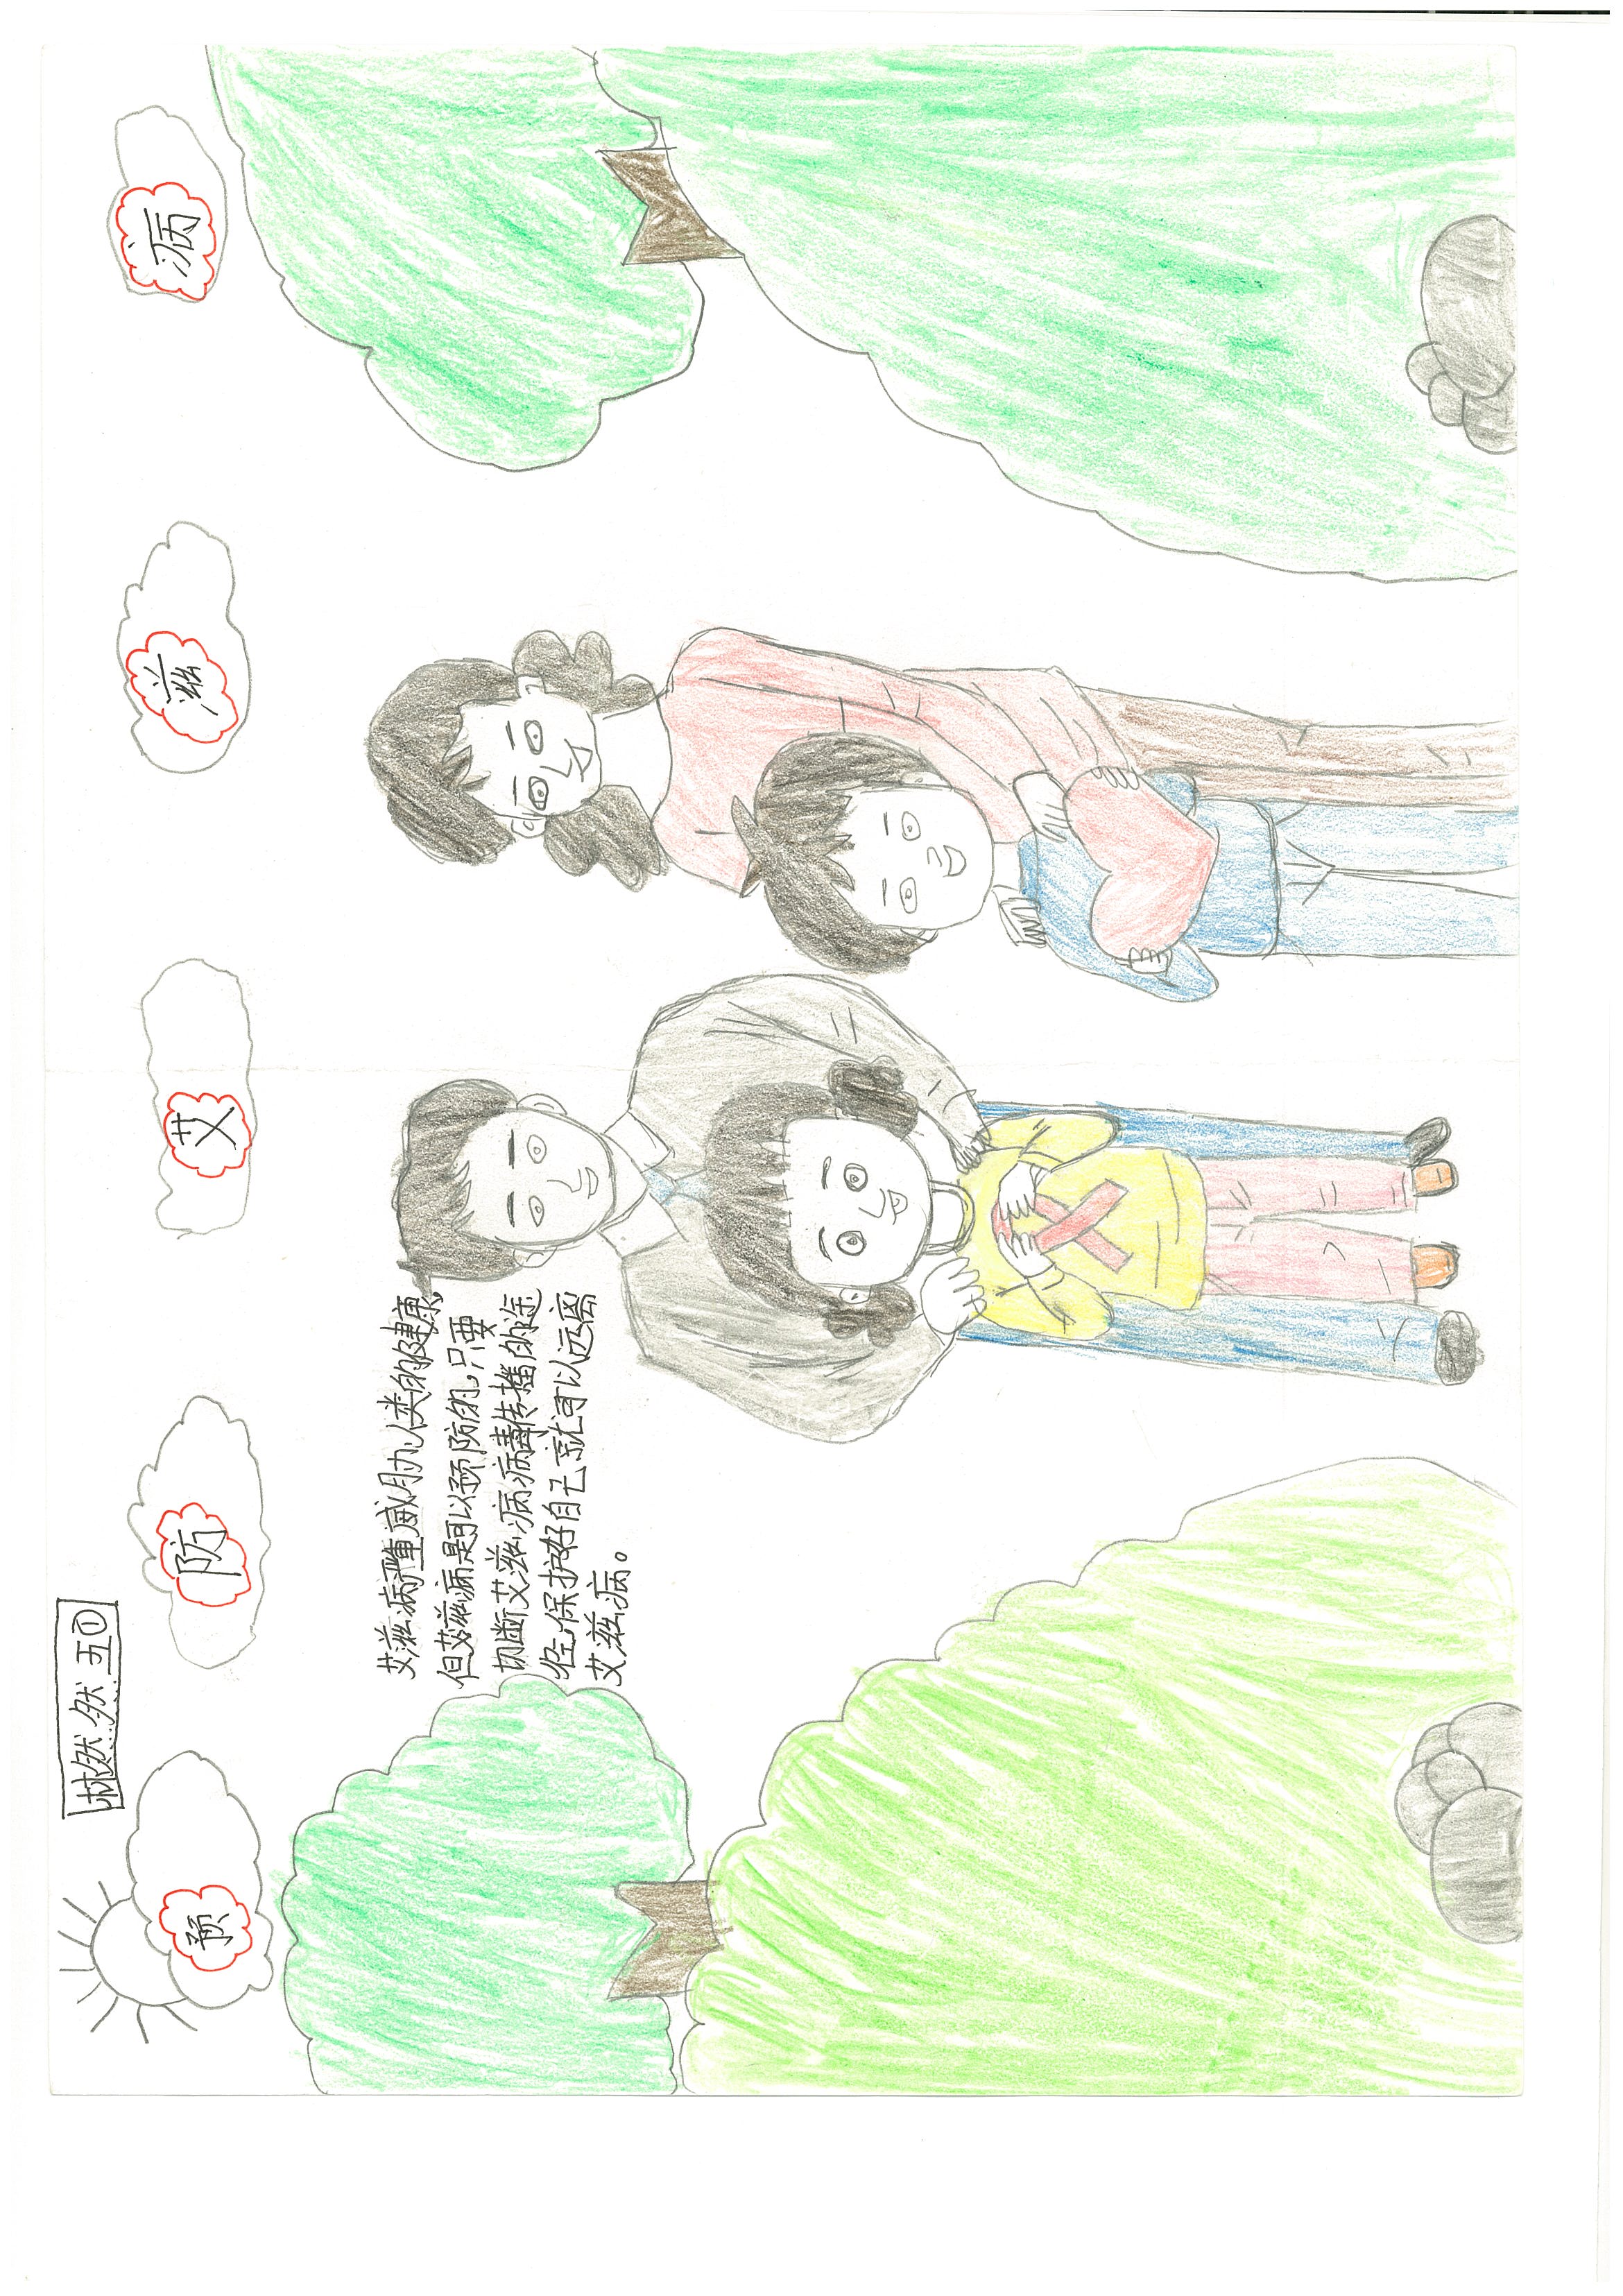 林然然 五①
预 防 艾 滋 病
艾滋病严重威胁人类的健康,
但艾滋病是可以预防的,只要
切断艾滋病病毒传播的途
径,保护好自己就可以远离
艾滋病。